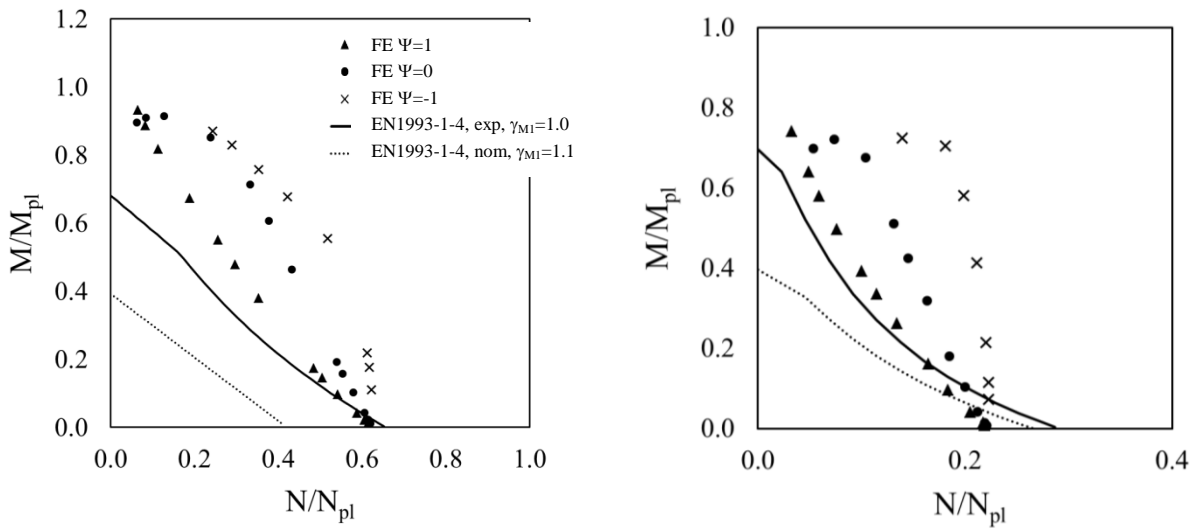 1.2
1.0
0.8
0.6
0.4
0.2
0.0
M/Mpl
0.0 0.2 0.4 0.6 0.8 1.0
N/Npl
FE Ψ=1
FE Ψ=0
FE Ψ=-1
EN1993-1-4, exp, γM1=1.0
EN1993-1-4, nom, γM1=1.1
1.0
0.8
0.6
0.4
0.2
0.0
M/Mpl
0.0 0.2 0.4
N/Npl